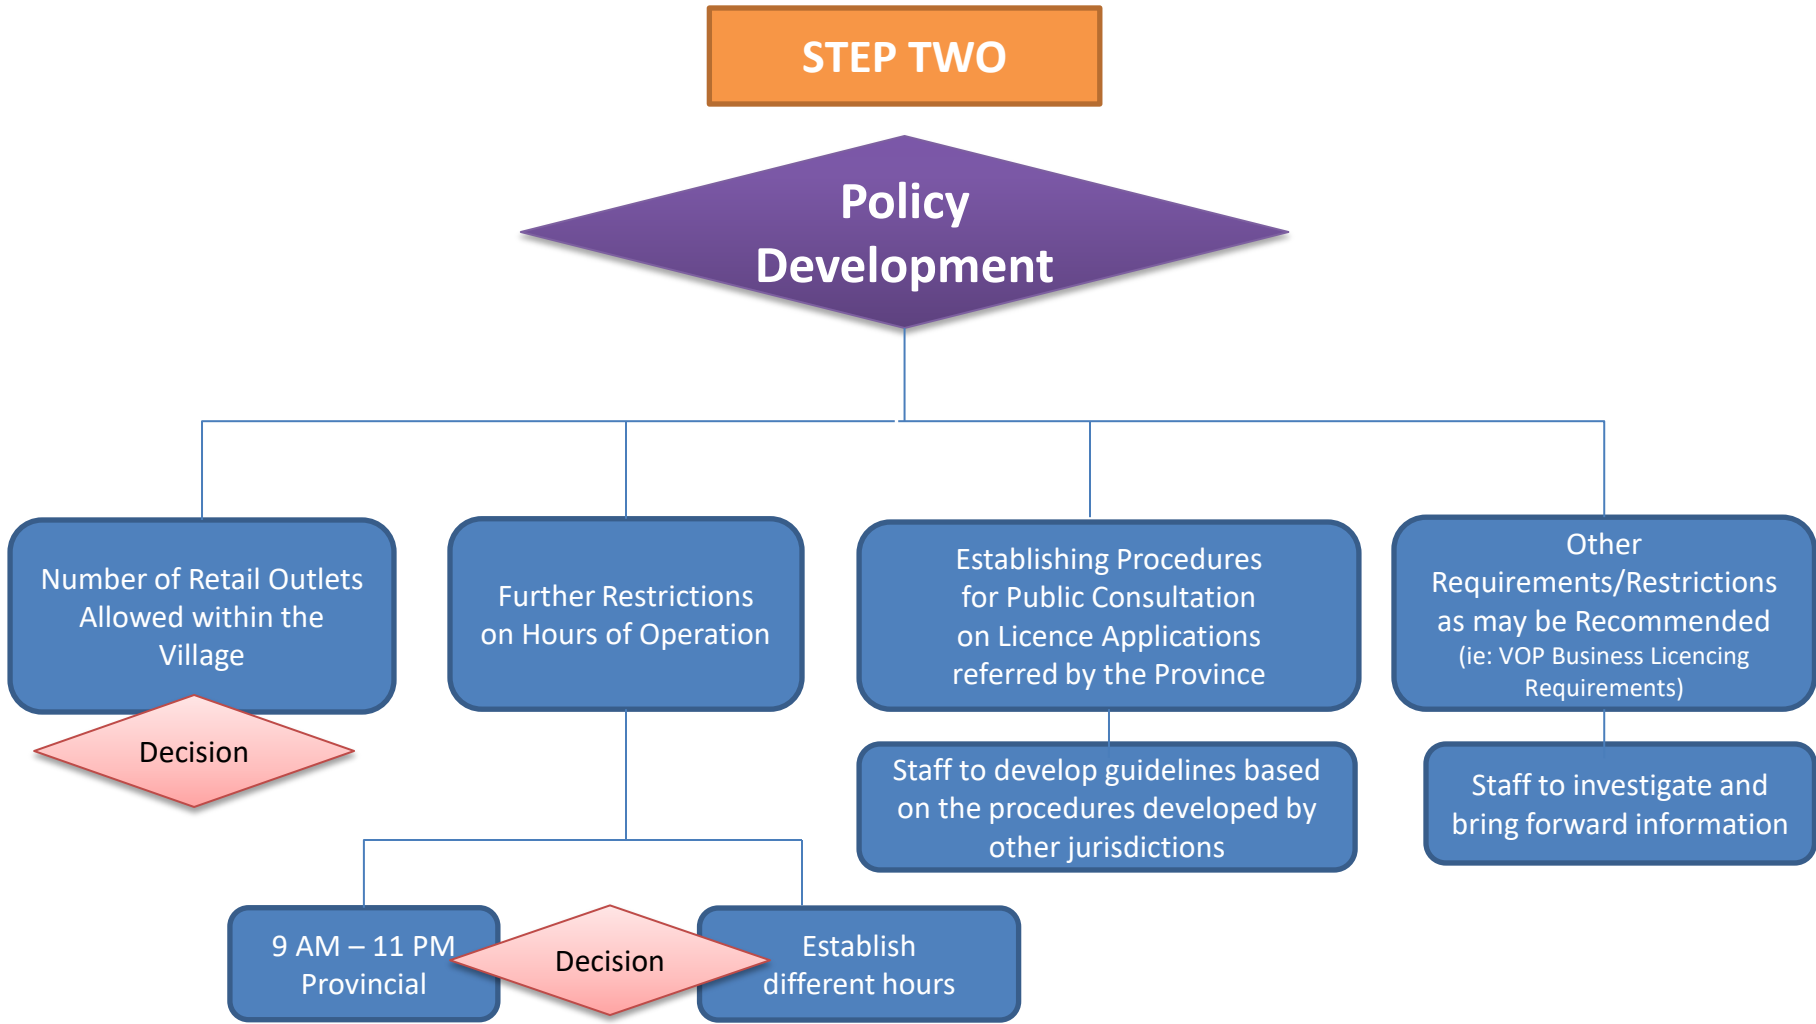 STEP TWO
Policy
Development
Number of Retail Outlets
Allowed within the
Village
Decision
Further Restrictions
on Hours of Operation
Establishing Procedures
for Public Consultation
on Licence Applications
referred by the Province
Other
Requirements/Restrictions
as may be Recommended
(ie: VOP Business Licencing
Requirements)
Staff to develop guidelines based
on the procedures developed by
other jurisdictions
Staff to investigate and
bring forward information
9 AM – 11 PM
Provincial
Decision
Establish
different hours